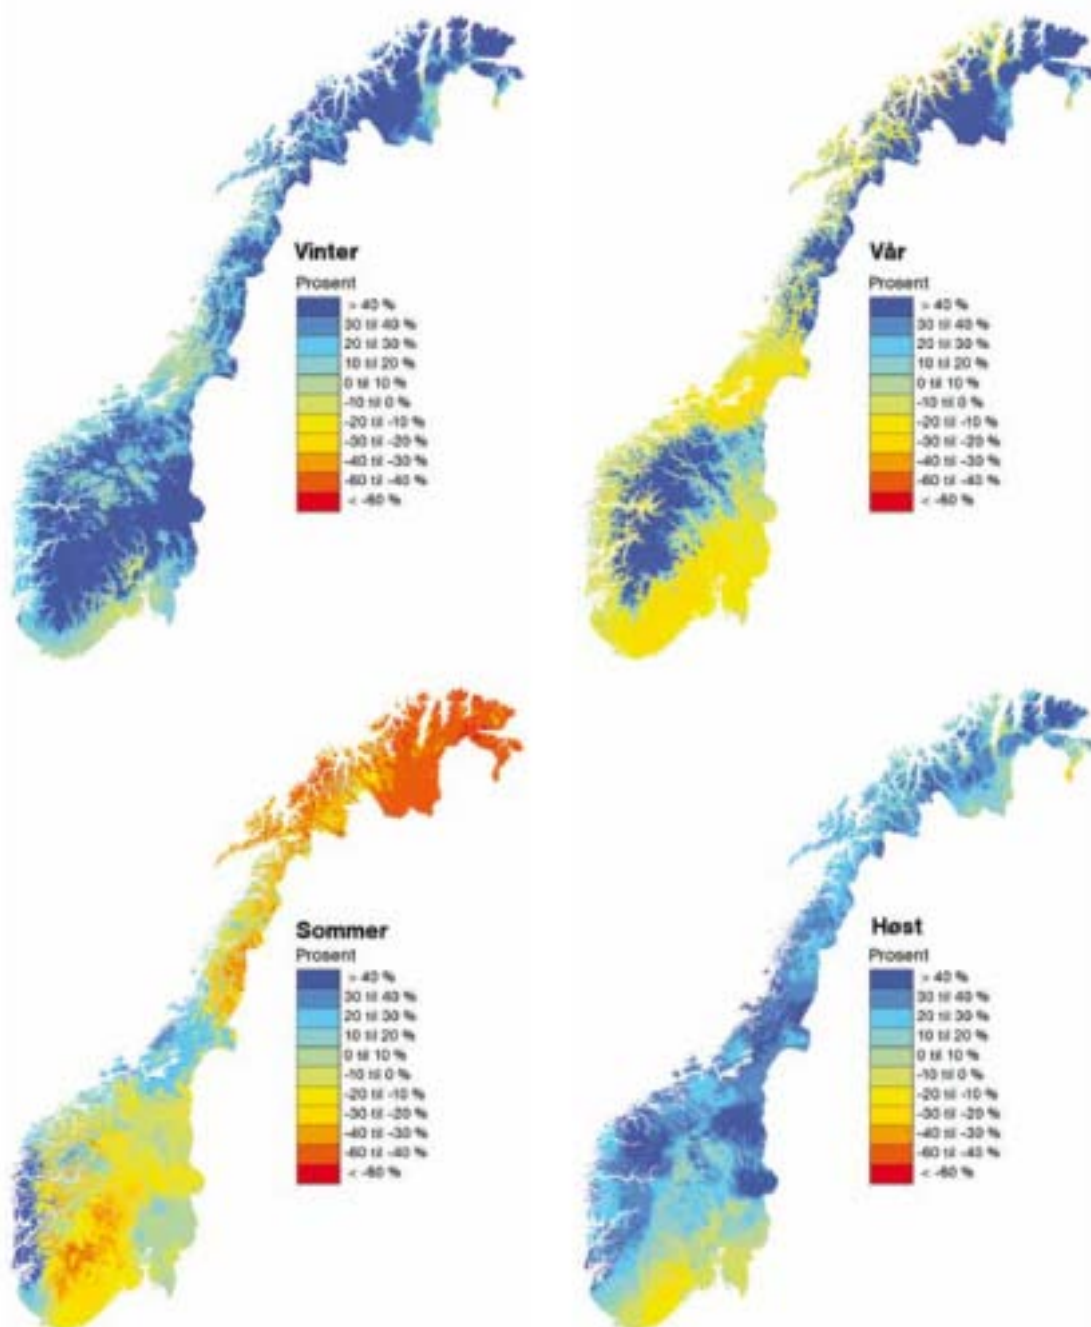 Vinter
Prosent
> 40 %
30 til 40 %
20 til 30 %
10 til 20 %
0 til 10 %
-10 til 0 %
-20 til -10 %
-30 til -20 %
-40 til -30 %
-60 til -40 %
< -60 %
Vår
Prosent
> 40 %
30 til 40 %
20 til 30 %
10 til 20 %
0 til 10 %
-10 til 0 %
-20 til -10 %
-30 til -20 %
-40 til -30 %
-60 til -40 %
< -60 %
Sommer
Prosent
> 40 %
30 til 40 %
20 til 30 %
10 til 20 %
0 til 10 %
-10 til 0 %
-20 til -10 %
-30 til -20 %
-40 til -30 %
-60 til -40 %
< -60 %
Høst
Prosent
> 40 %
30 til 40 %
20 til 30 %
10 til 20 %
0 til 10 %
-10 til 0 %
-20 til -10 %
-30 til -20 %
-40 til -30 %
-60 til -40 %
< -60 %